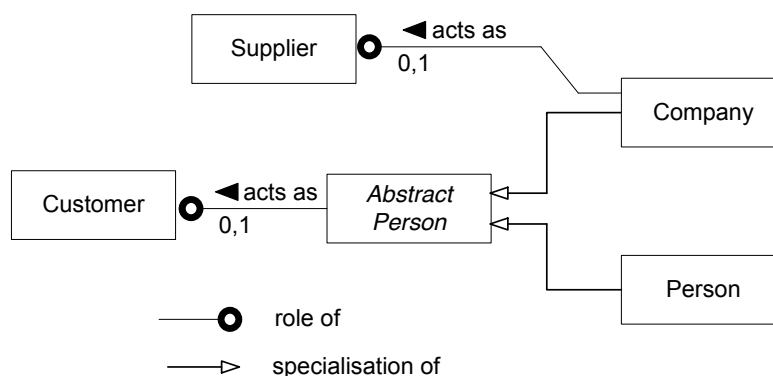 Supplier
◀ acts as
0,1
Company
Customer
◀ acts as
0,1
Abstract
Person
Person
role of
specialisation of